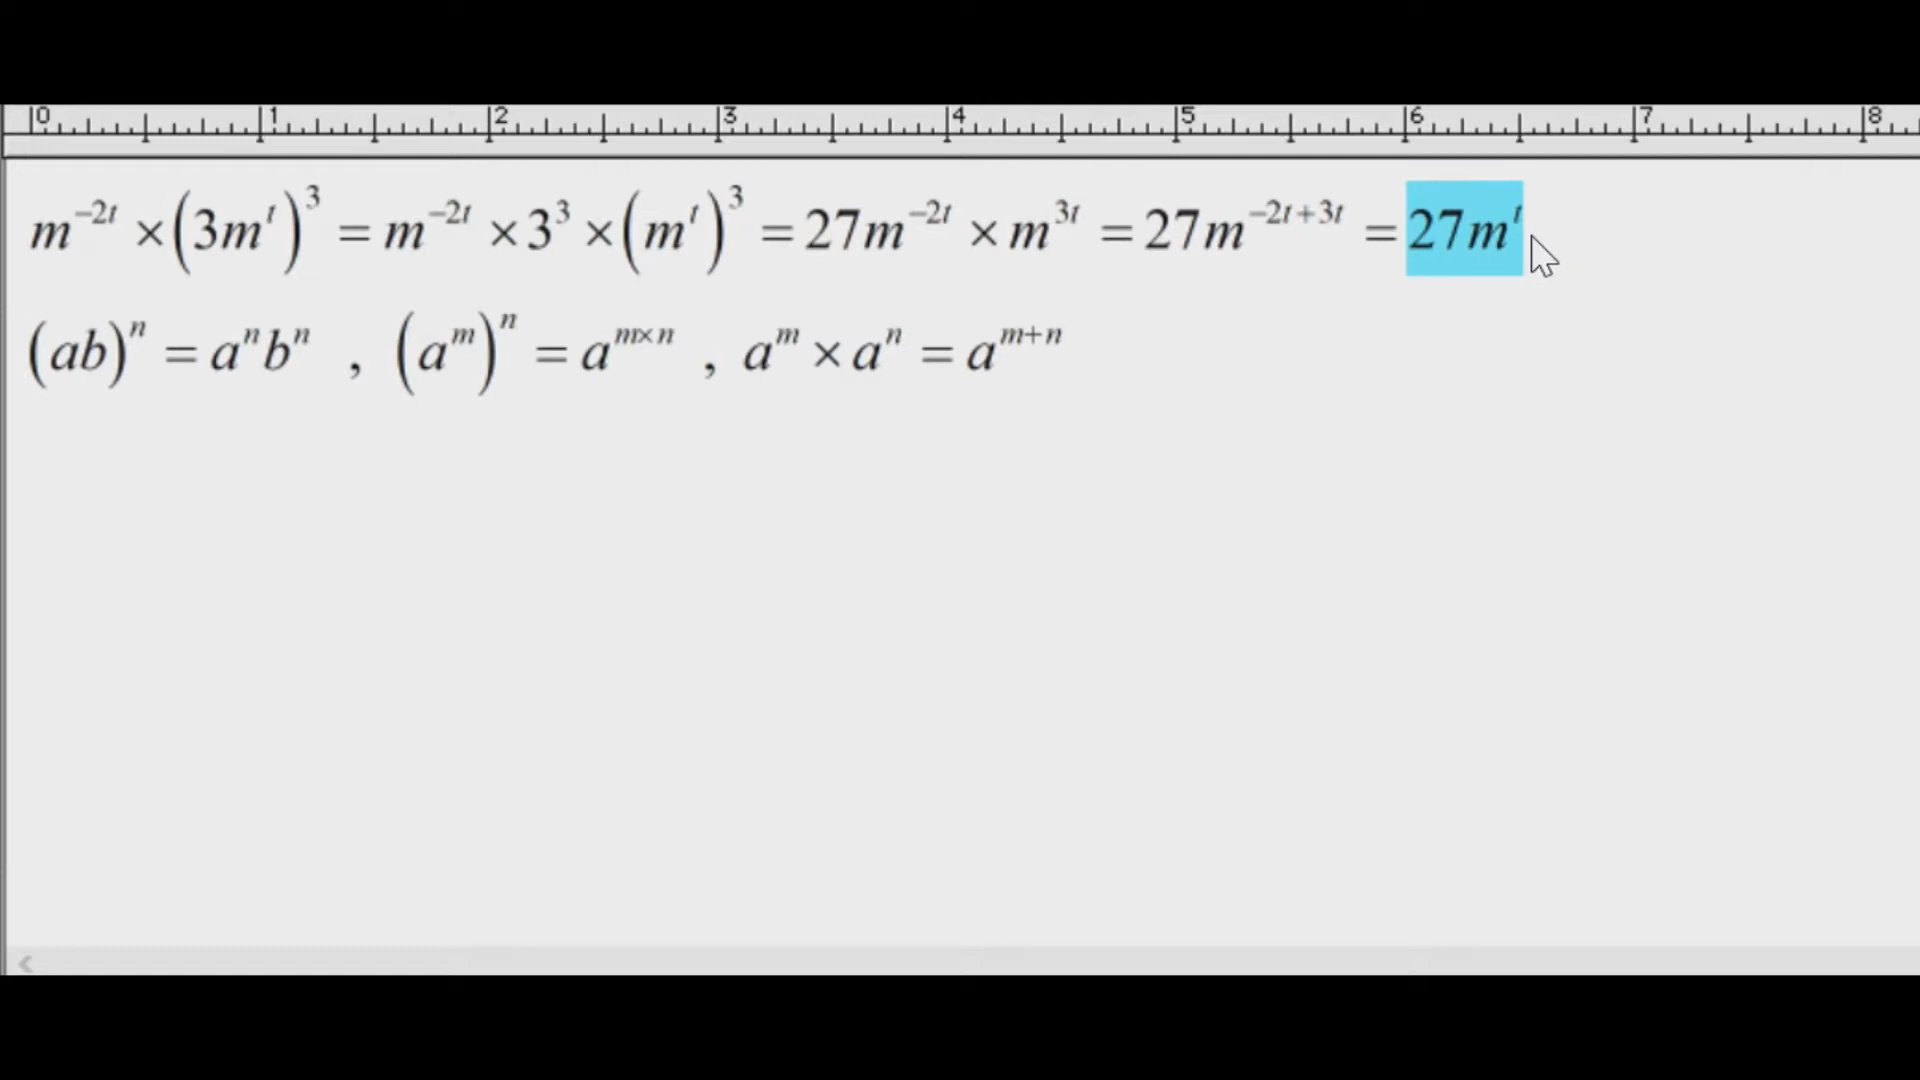 0 1 2 3 4 5 6 7 8
m^{-2t} × (3m^t)^3 = m^{-2t} × 3^3 × (m^t)^3 = 27m^{-2t} × m^{3t} = 27m^{-2t+3t} = 27m^t
(ab)^n = a^n b^n , (a^m)^n = a^{m×n} , a^m × a^n = a^{m+n}